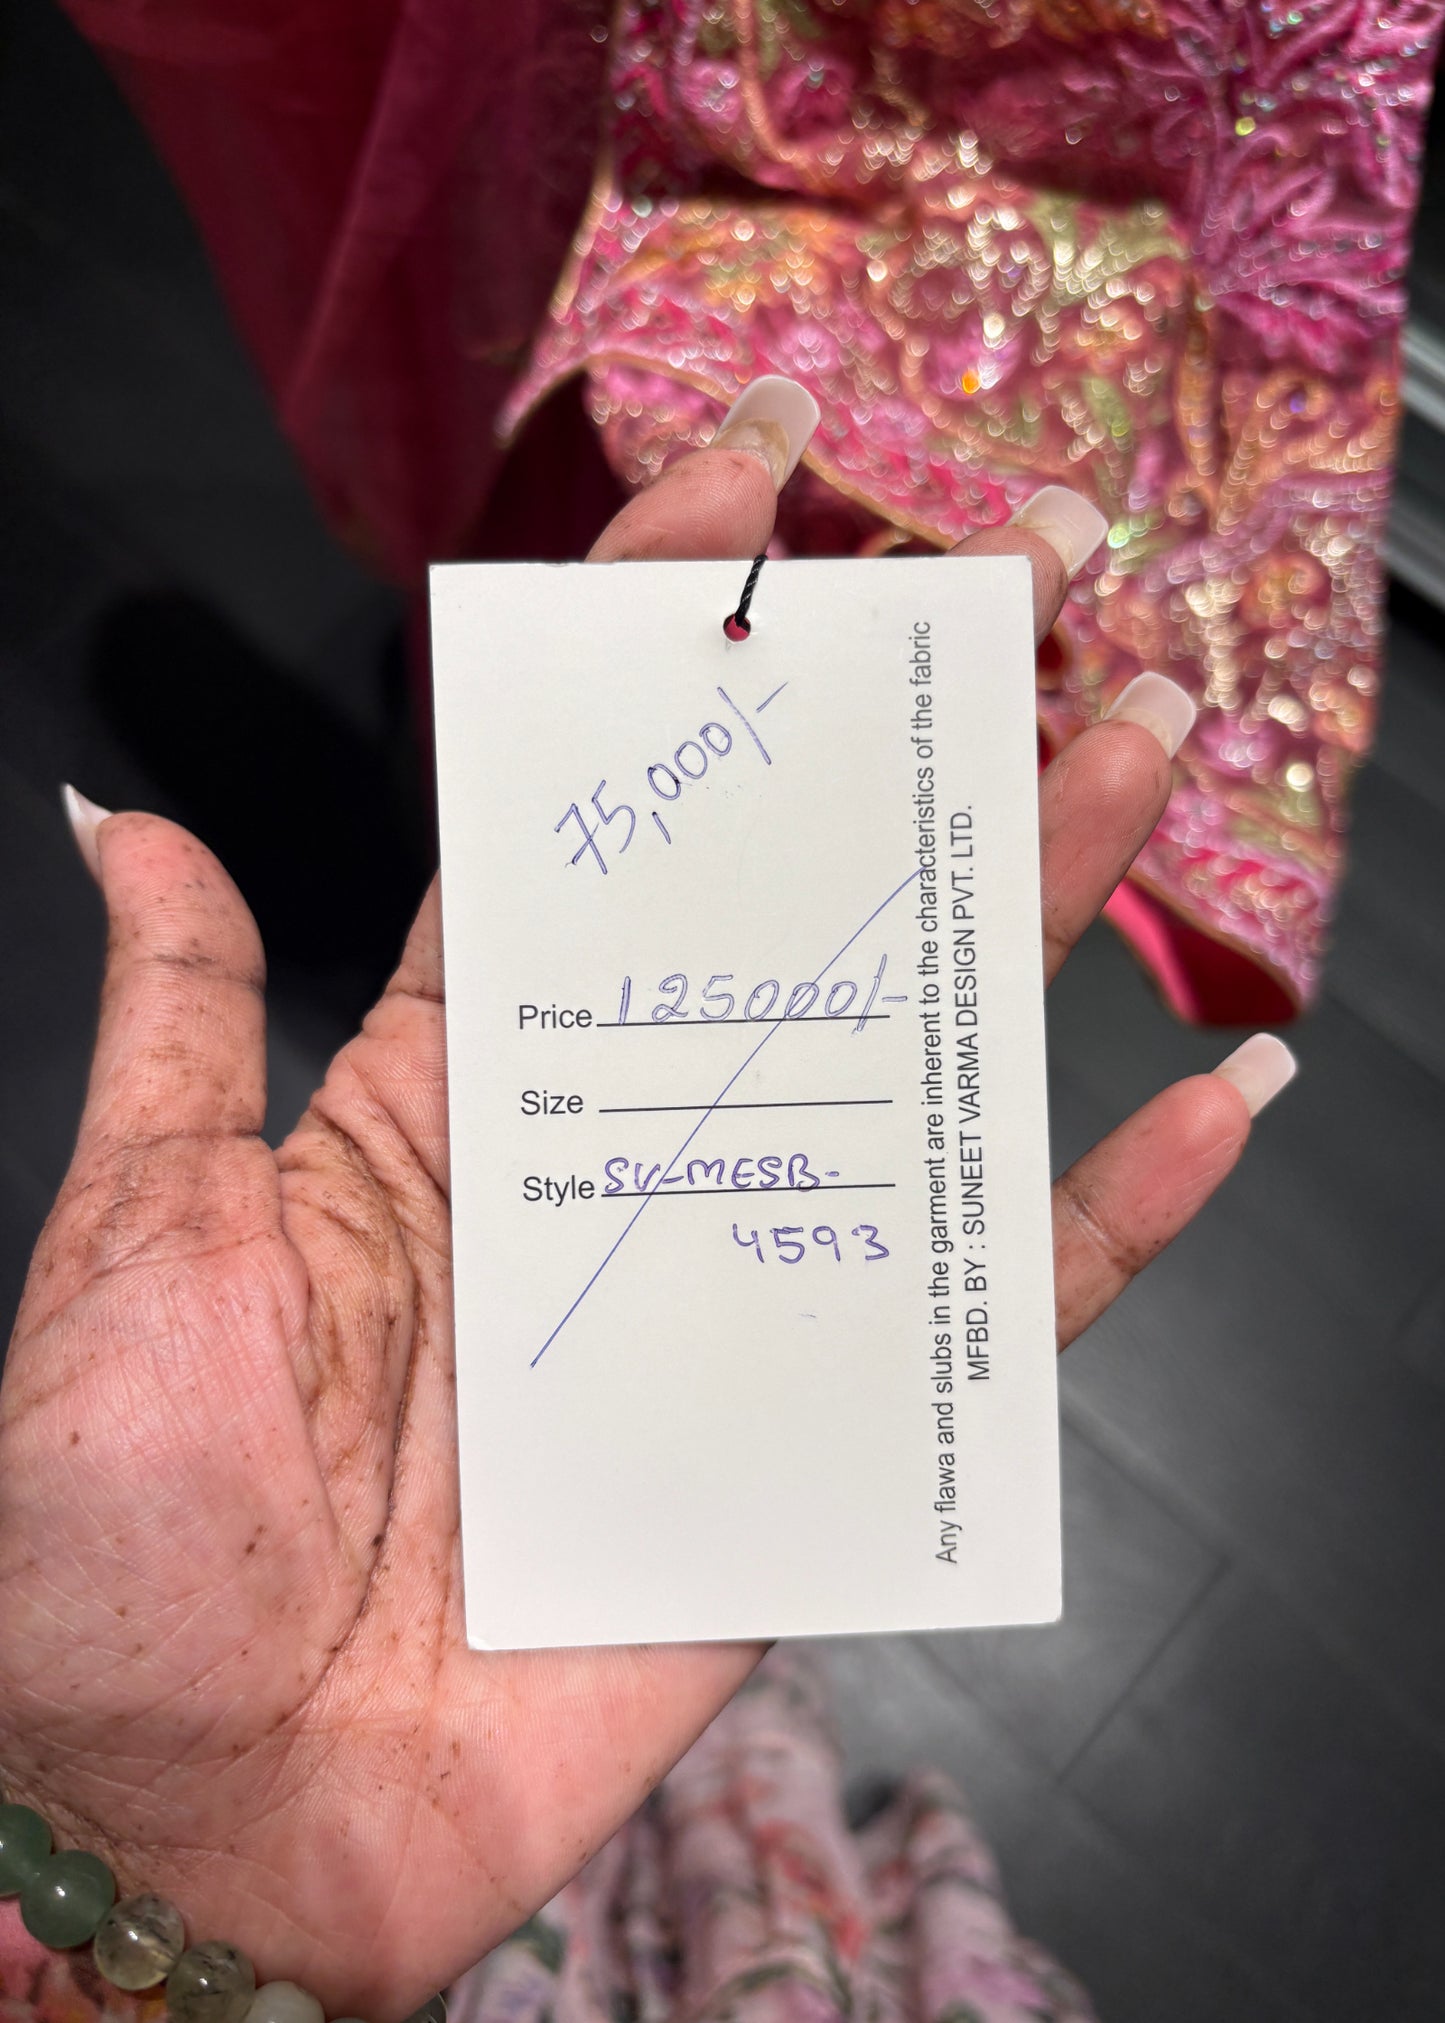 75,000/-
Price 125000/-
Size
Style SV-MESB-
4593
Any flawa and slubs in the garment are inherent to the characteristics of the fabric
MFBD. BY : SUNEET VARMA DESIGN PVT. LTD.